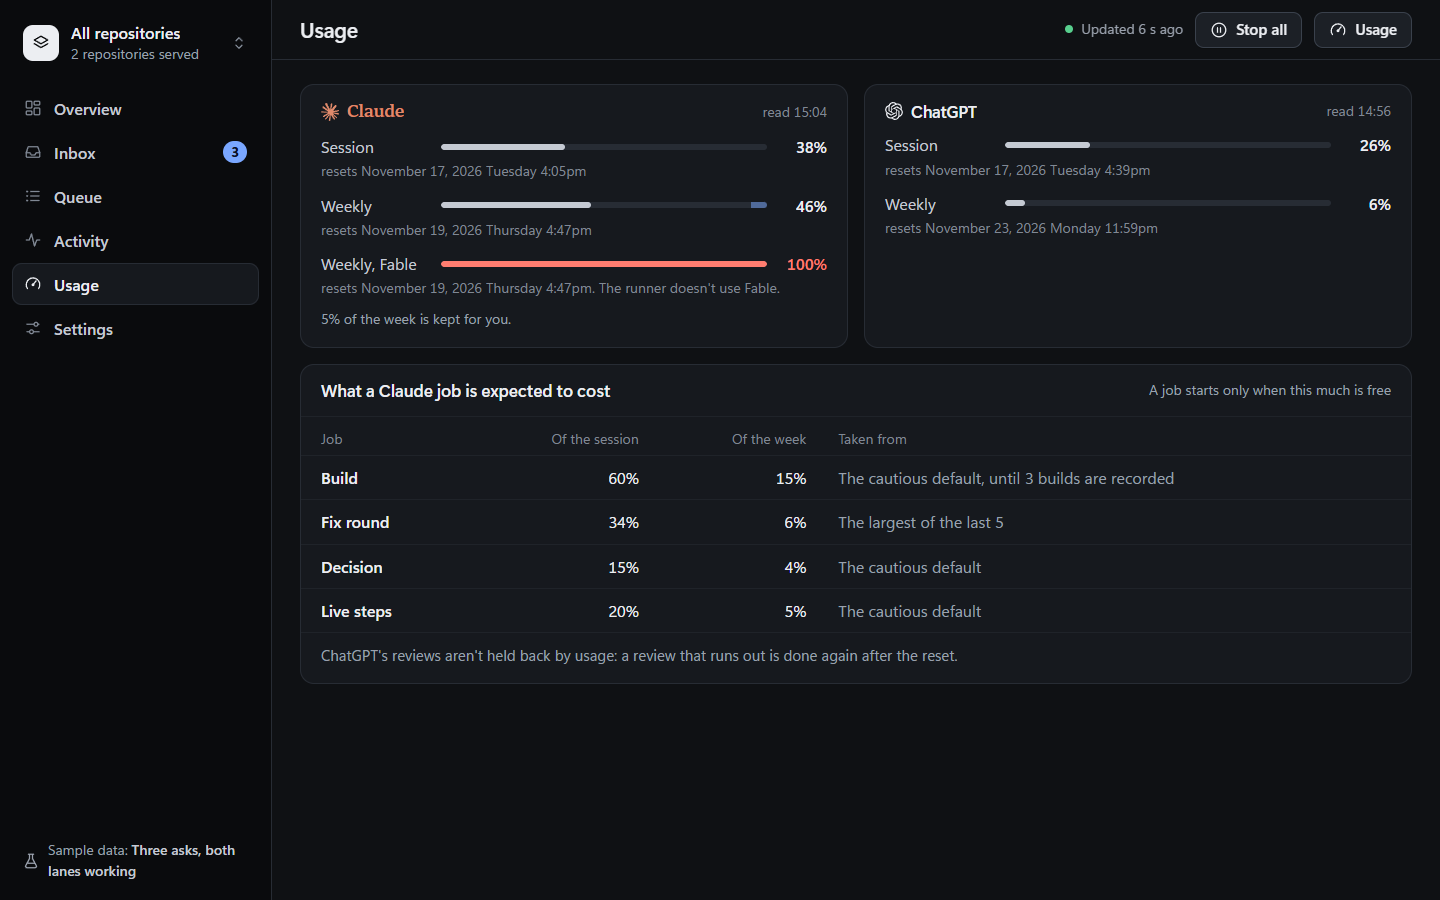 All repositories
2 repositories served
Overview
Inbox 3
Queue
Activity
Usage
Settings
Sample data: Three asks, both
lanes working
Usage
Updated 6 s ago
Stop all
Usage
Claude
read 15:04
Session 38%
resets November 17, 2026 Tuesday 4:05pm
Weekly 46%
resets November 19, 2026 Thursday 4:47pm
Weekly, Fable 100%
resets November 19, 2026 Thursday 4:47pm. The runner doesn't use Fable.
5% of the week is kept for you.
ChatGPT
read 14:56
Session 26%
resets November 17, 2026 Tuesday 4:39pm
Weekly 6%
resets November 23, 2026 Monday 11:59pm
What a Claude job is expected to cost
A job starts only when this much is free
Job Of the session Of the week Taken from
Build 60% 15% The cautious default, until 3 builds are recorded
Fix round 34% 6% The largest of the last 5
Decision 15% 4% The cautious default
Live steps 20% 5% The cautious default
ChatGPT's reviews aren't held back by usage: a review that runs out is done again after the reset.